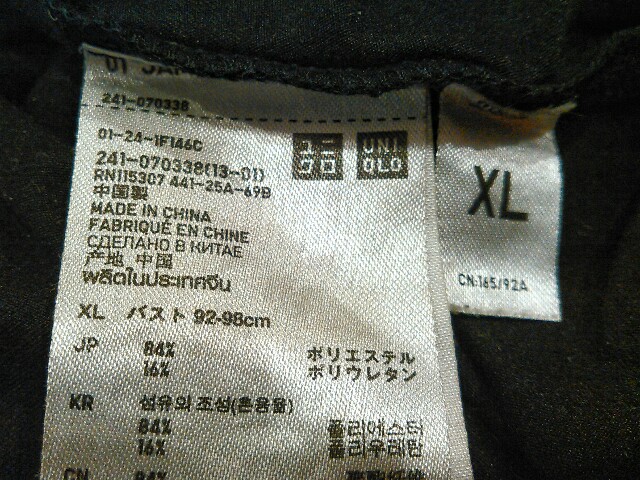 241-070338
01-24-1F146C
241-070338(13-01)
RN115307 441-25A-69B
中国製
MADE IN CHINA
FABRIQUÉ EN CHINE
СДЕЛАНО В КИТАЕ
产地 中国
ผลิตในประเทศจีน
ユニ
クロ
UNI
QLO
XL バスト 92-98cm
JP 84% ポリエステル
16% ポリウレタン
KR 섬유의 조성(혼용율)
84% 폴리에스터
16% 폴리우레탄
CN 84%
XL
CN:165/92A